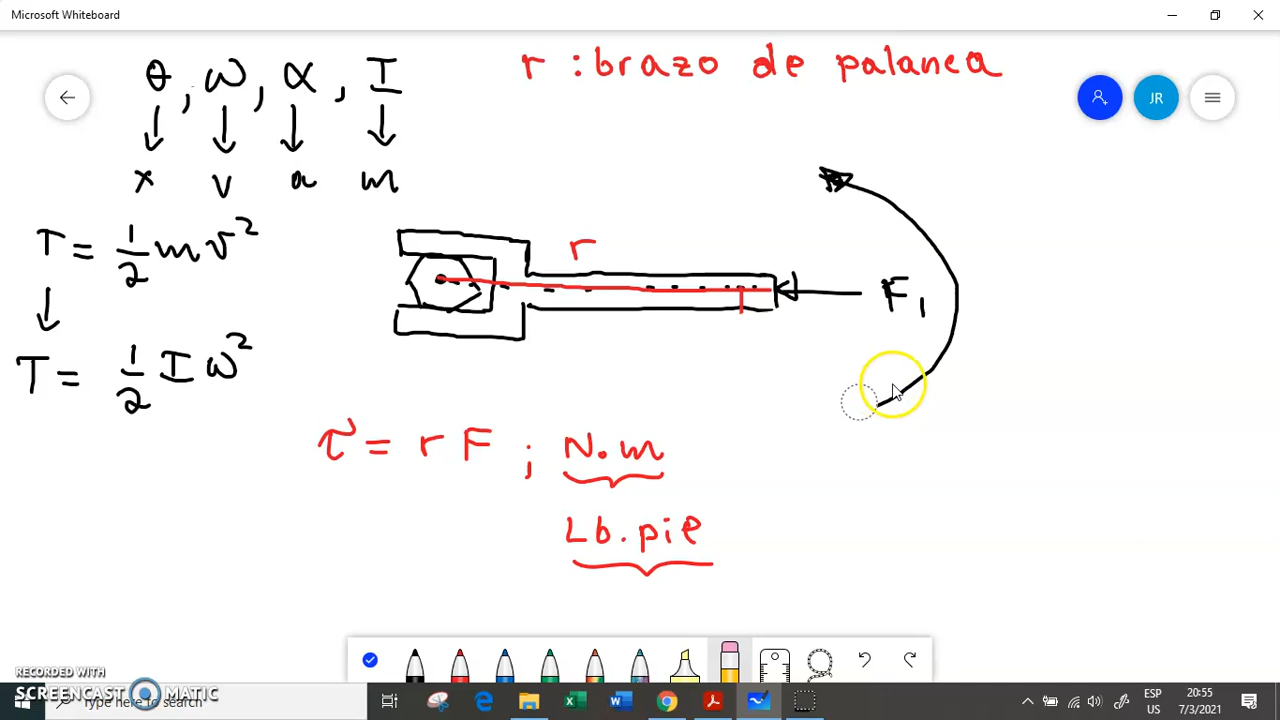 Microsoft Whiteboard
θ, ω, α, I
↓ ↓ ↓ ↓
x v a m
r : brazo de palanca
JR
T = 1/2 m v²
↓
T = 1/2 I ω²
r
F₁
τ = r F ; N.m
Lb.pie
RECORDED WITH
SCREENCAST MATIC
Type here to search
ESP
US
20:55
7/3/2021